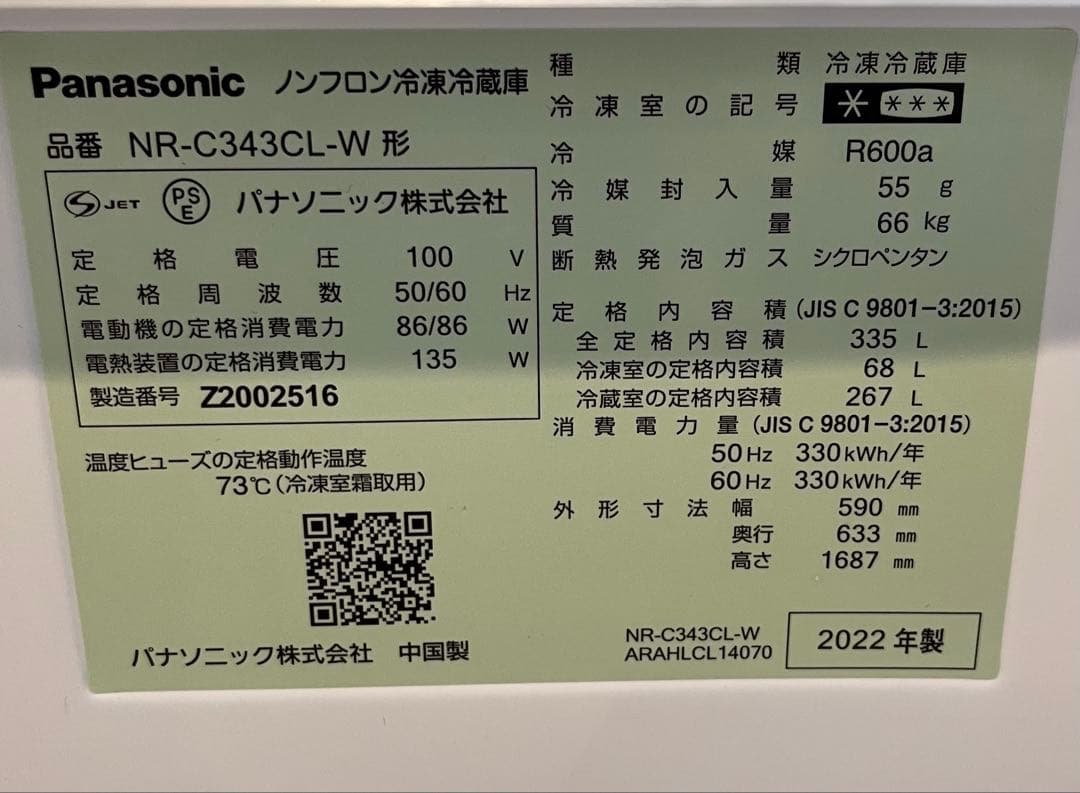 Panasonic ノンフロン冷凍冷蔵庫
品番 NR-C343CL-W 形
JET PSE パナソニック株式会社
定格電圧 100 V
定格周波数 50/60 Hz
電動機の定格消費電力 86/86 W
電熱装置の定格消費電力 135 W
製造番号 Z2002516
温度ヒューズの定格動作温度
73℃(冷凍室霜取用)
パナソニック株式会社 中国製
種類 冷凍冷蔵庫
冷凍室の記号 * ***
冷媒 R600a
冷媒封入量 55 g
質量 66 kg
断熱発泡ガス シクロペンタン
定格内容積 (JIS C 9801-3:2015)
全定格内容積 335 L
冷凍室の定格内容積 68 L
冷蔵室の定格内容積 267 L
消費電力量 (JIS C 9801-3:2015)
50Hz 330kWh/年
60Hz 330kWh/年
外形寸法 幅 590 mm
奥行 633 mm
高さ 1687 mm
NR-C343CL-W
ARAHLCL14070
2022年製